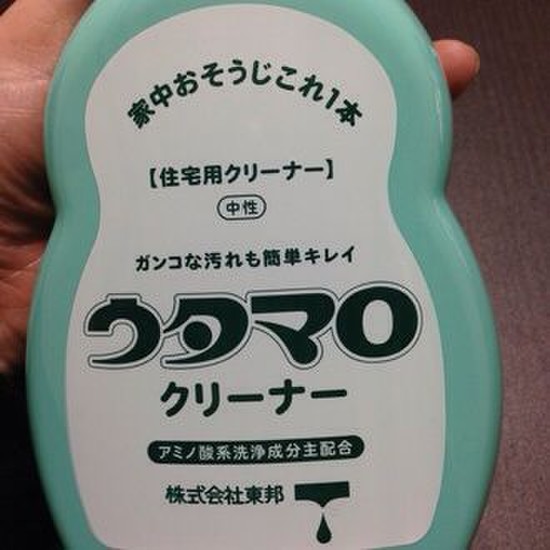 家中おそうじこれ1本
【住宅用クリーナー】
中性
ガンコな汚れも簡単キレイ
ウタマロ
クリーナー
アミノ酸系洗浄成分主配合
株式会社東邦